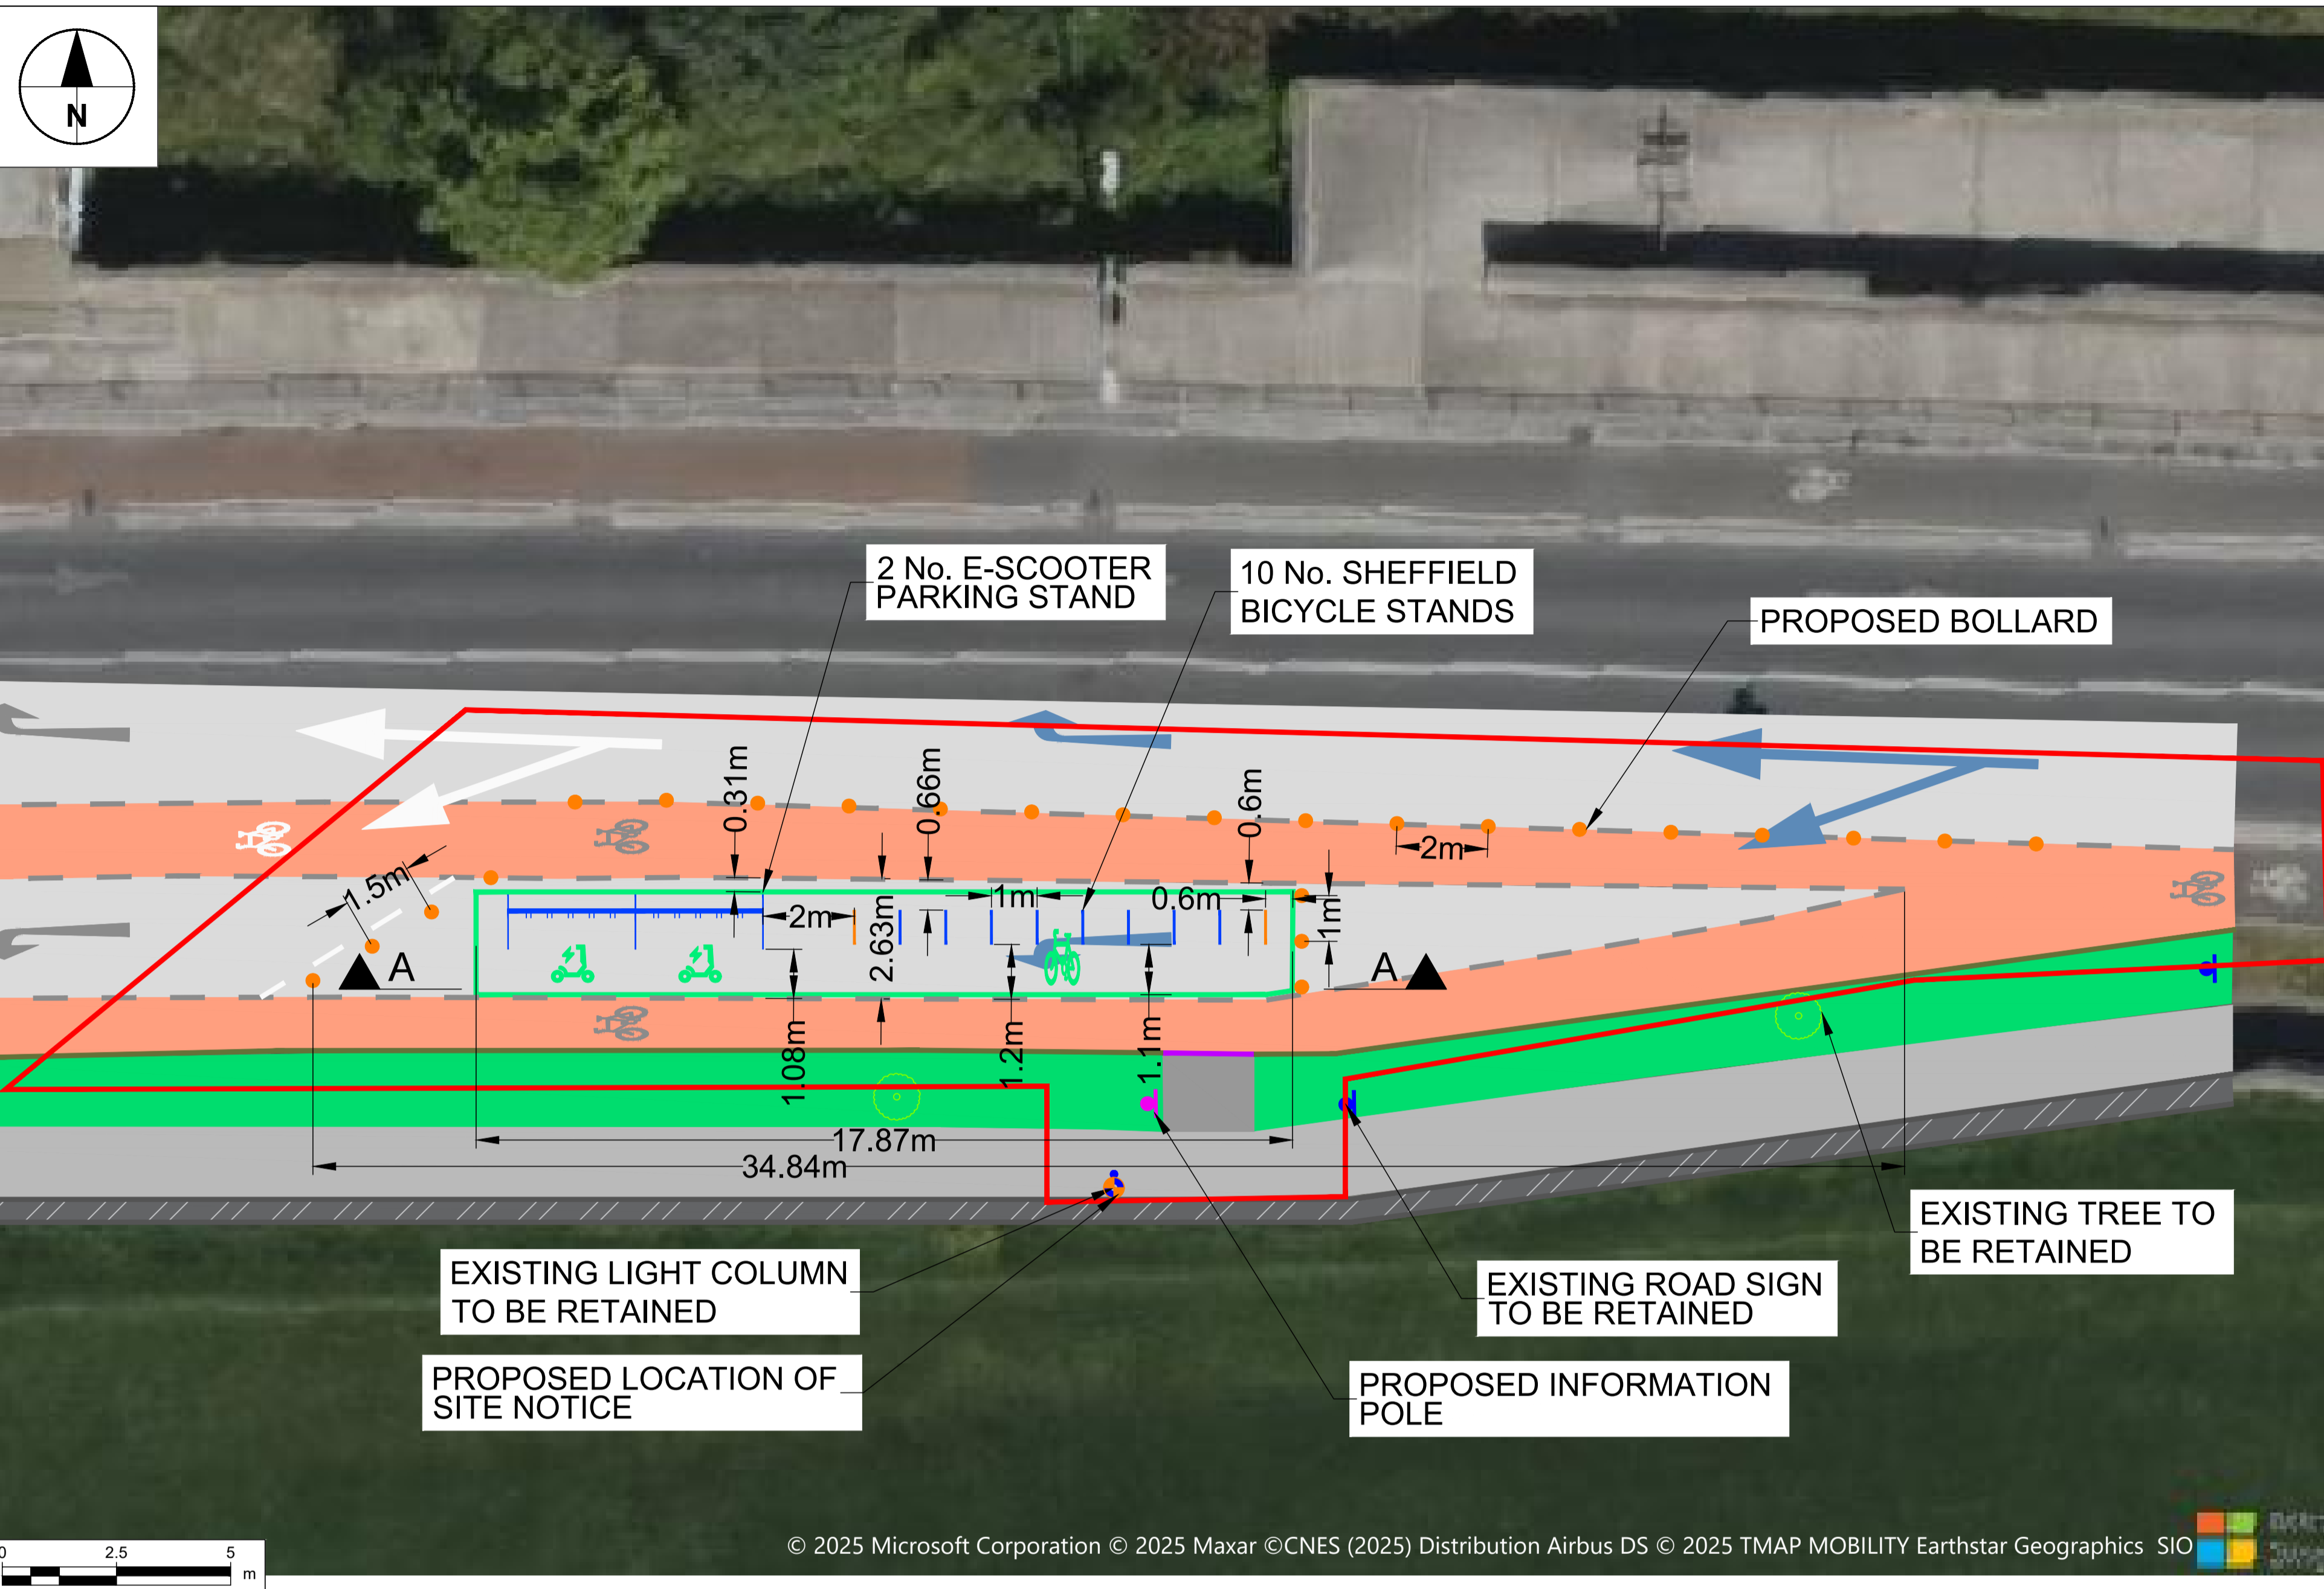 N
2 No. E-SCOOTER
PARKING STAND
10 No. SHEFFIELD
BICYCLE STANDS
PROPOSED BOLLARD
0.31m
0.66m
0.6m
2m
1.5m
1m
0.6m
2m
2.63m
1m
A
A
1.08m
1.2m
1.1m
17.87m
34.84m
EXISTING TREE TO
BE RETAINED
EXISTING LIGHT COLUMN
TO BE RETAINED
EXISTING ROAD SIGN
TO BE RETAINED
PROPOSED LOCATION OF
SITE NOTICE
PROPOSED INFORMATION
POLE
© 2025 Microsoft Corporation © 2025 Maxar ©CNES (2025) Distribution Airbus DS © 2025 TMAP MOBILITY Earthstar Geographics SIO
0 2.5 5
m